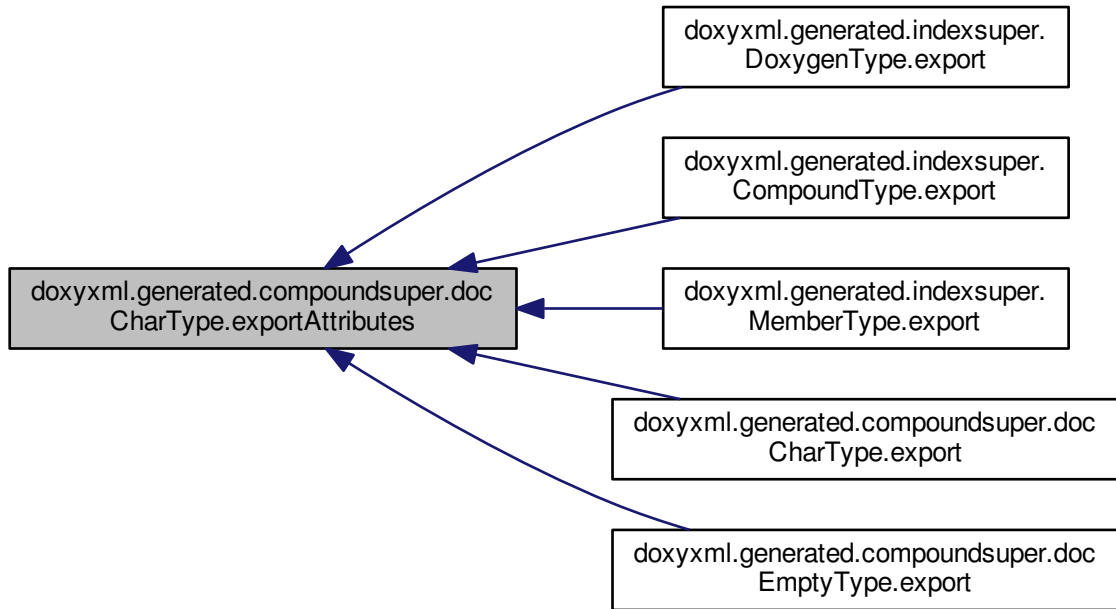 doxyxml.generated.indexsuper.
DoxygenType.export
doxyxml.generated.indexsuper.
CompoundType.export
doxyxml.generated.compoundsuper.doc
CharType.exportAttributes
doxyxml.generated.indexsuper.
MemberType.export
doxyxml.generated.compoundsuper.doc
CharType.export
doxyxml.generated.compoundsuper.doc
EmptyType.export